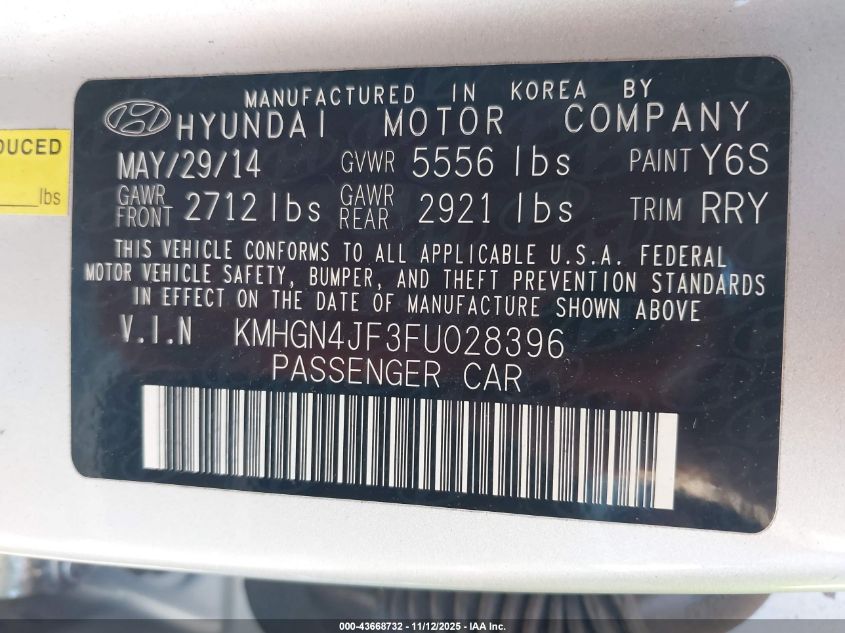 MANUFACTURED IN KOREA BY
HYUNDAI MOTOR COMPANY
DUCED
lbs
MAY/29/14 GVWR 5556 lbs PAINT Y6S
GAWR FRONT 2712 lbs GAWR REAR 2921 lbs TRIM RRY
THIS VEHICLE CONFORMS TO ALL APPLICABLE U.S.A. FEDERAL
MOTOR VEHICLE SAFETY, BUMPER, AND THEFT PREVENTION STANDARDS
IN EFFECT ON THE DATE OF MANUFACTURE SHOWN ABOVE
V.I.N KMHGN4JF3FU028396
PASSENGER CAR
000-43668732 - 11/12/2025 - IAA Inc.